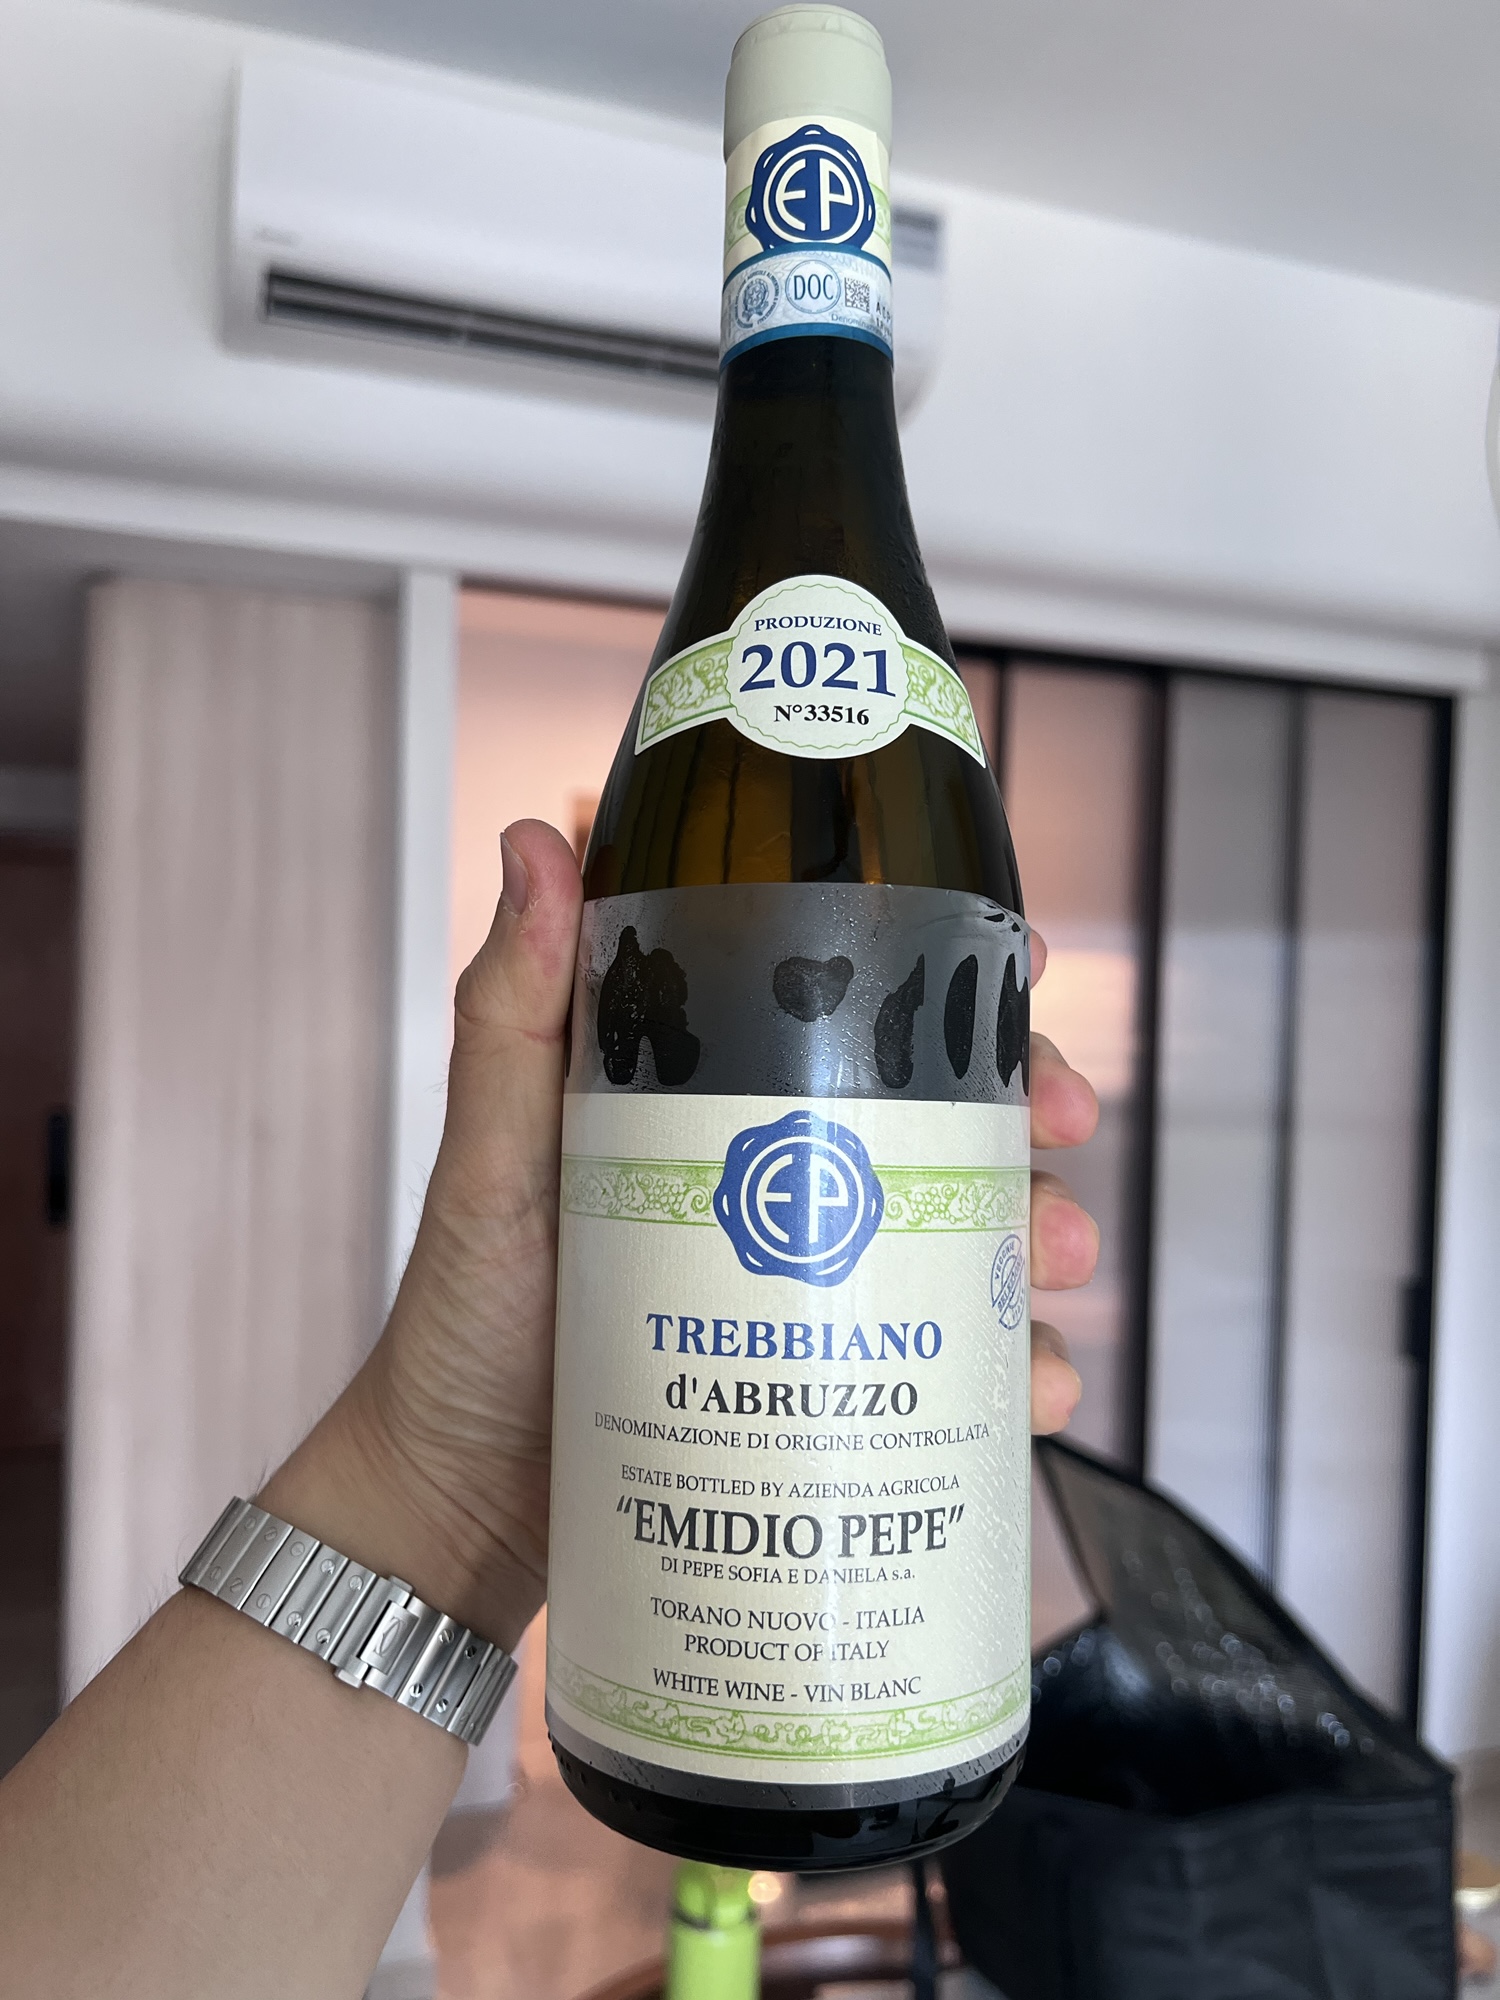 EP
DOC
PRODUZIONE
2021
N°33516
EP
TREBBIANO
d'ABRUZZO
DENOMINAZIONE DI ORIGINE CONTROLLATA
ESTATE BOTTLED BY AZIENDA AGRICOLA
"EMIDIO PEPE"
DI PEPE SOFIA E DANIELA s.a.
TORANO NUOVO - ITALIA
PRODUCT OF ITALY
WHITE WINE - VIN BLANC